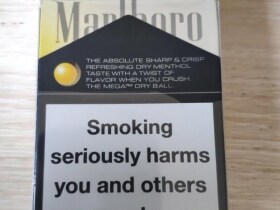 Marlboro
THE ABSOLUTE SHARP & CRISP
REFRESHING DRY MENTHOL
TASTE WITH A TWIST OF
FLAVOR WHEN YOU CRUSH
THE MEGA™ DRY BALL.
Smoking
seriously harms
you and others